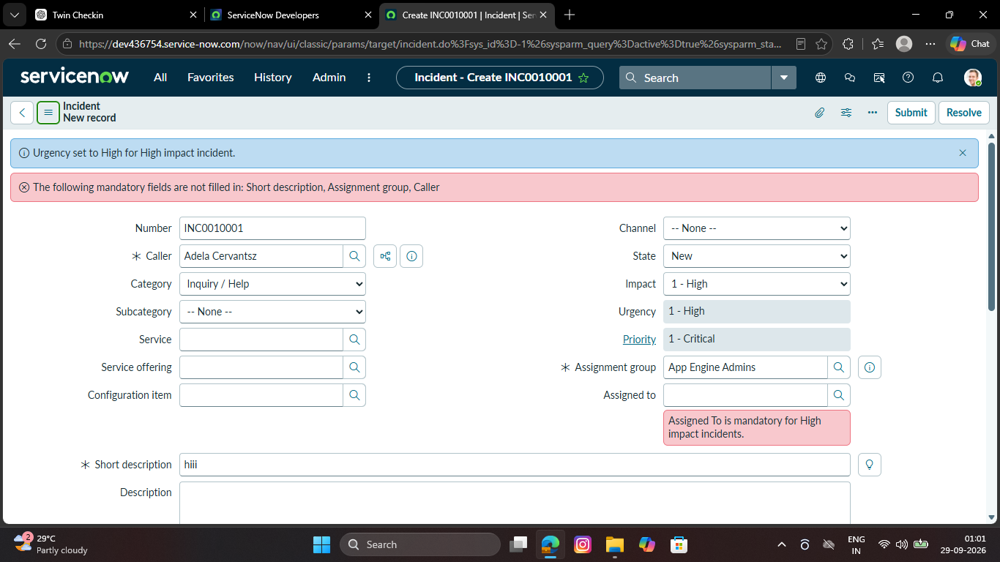 Twin Checkin
ServiceNow Developers
Create INC0010001 | Incident | Ser
https://dev436754.service-now.com/now/nav/ui/classic/params/target/incident.do%3Fsys_id%3D-1%26sysparm_query%3Dactive%3Dtrue%26sysparm_sta...
Chat
servicenow
All
Favorites
History
Admin
Incident - Create INC0010001
Search
Incident
New record
Submit
Resolve
Urgency set to High for High impact incident.
The following mandatory fields are not filled in: Short description, Assignment group, Caller
Number INC0010001
Channel -- None --
Caller Adela Cervantsz
State New
Category Inquiry / Help
Impact 1 - High
Subcategory -- None --
Urgency 1 - High
Service
Priority 1 - Critical
Service offering
Assignment group App Engine Admins
Configuration item
Assigned to
Assigned To is mandatory for High
impact incidents.
Short description hiii
Description
2
29°C
Partly cloudy
Search
ENG
IN
01:01
29-09-2026